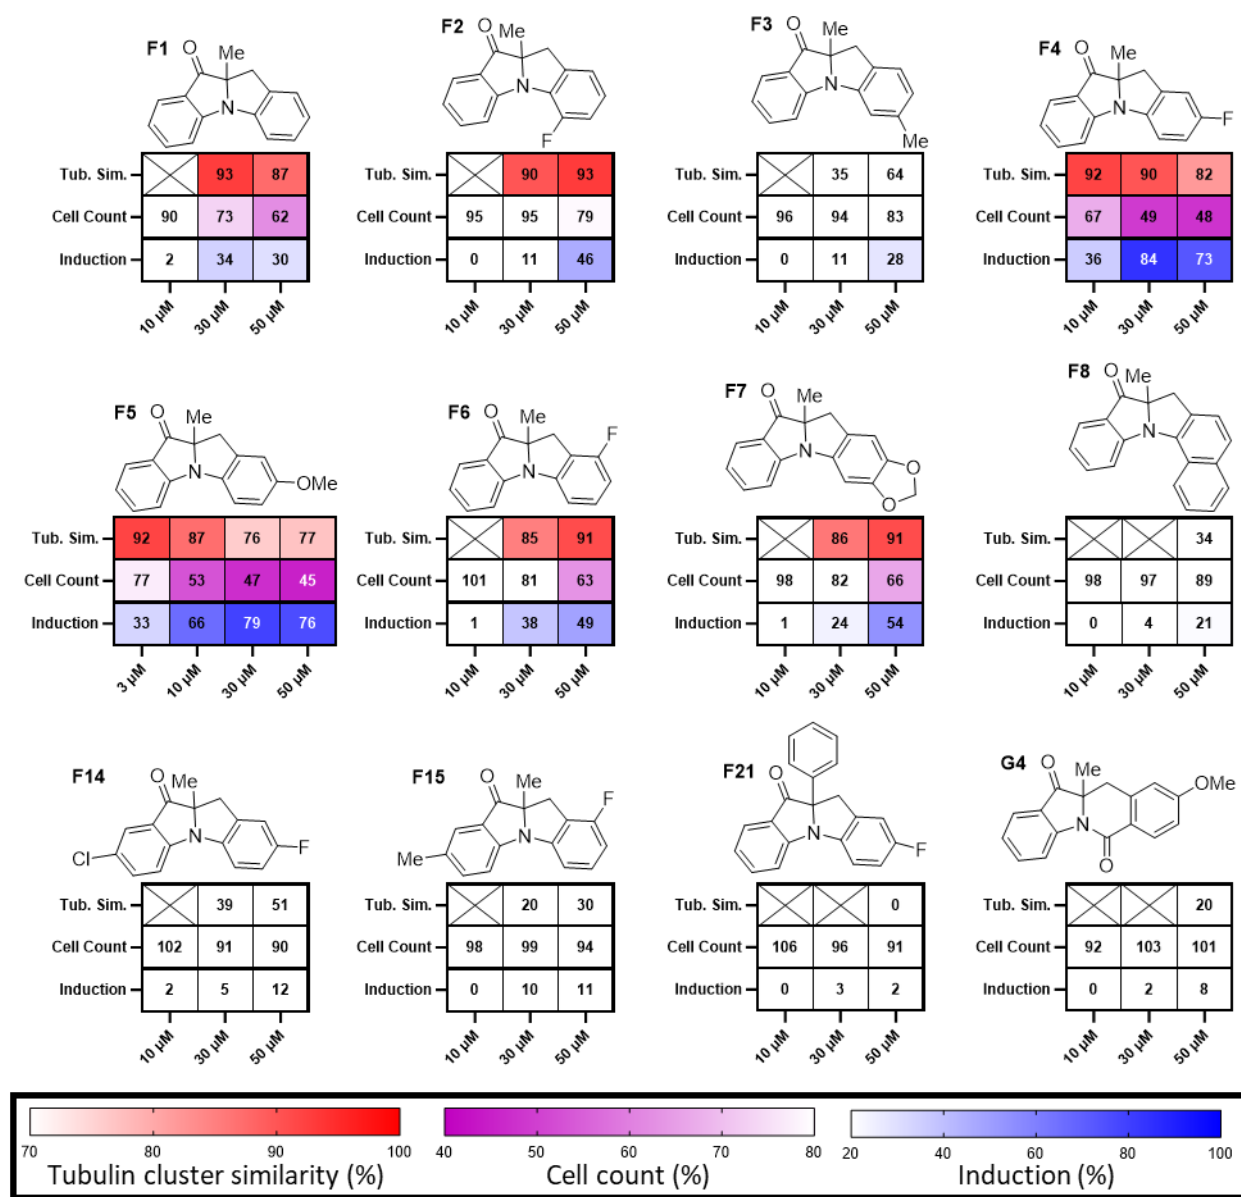 F1 O Me N
F2 O Me N F
F3 O Me N Me
F4 O Me N F
Tub. Sim. 93 87
Cell Count 90 73 62
Induction 2 34 30
10 µM 30 µM 50 µM
Tub. Sim. 90 93
Cell Count 95 95 79
Induction 0 11 46
10 µM 30 µM 50 µM
Tub. Sim. 35 64
Cell Count 96 94 83
Induction 0 11 28
10 µM 30 µM 50 µM
Tub. Sim. 92 90 82
Cell Count 67 49 48
Induction 36 84 73
10 µM 30 µM 50 µM
F5 O Me N OMe
F6 O Me N F
F7 O Me N O O
F8 O Me N
Tub. Sim. 92 87 76 77
Cell Count 77 53 47 45
Induction 33 66 79 76
3 µM 10 µM 30 µM 50 µM
Tub. Sim. 85 91
Cell Count 101 81 63
Induction 1 38 49
10 µM 30 µM 50 µM
Tub. Sim. 86 91
Cell Count 98 82 66
Induction 1 24 54
10 µM 30 µM 50 µM
Tub. Sim. 34
Cell Count 98 97 89
Induction 0 4 21
10 µM 30 µM 50 µM
F14 O Me N Cl F
F15 O Me N Me F
F21 O N F
G4 O Me N O OMe
Tub. Sim. 39 51
Cell Count 102 91 90
Induction 2 5 12
10 µM 30 µM 50 µM
Tub. Sim. 20 30
Cell Count 98 99 94
Induction 0 10 11
10 µM 30 µM 50 µM
Tub. Sim. 0
Cell Count 106 96 91
Induction 0 3 2
10 µM 30 µM 50 µM
Tub. Sim. 20
Cell Count 92 103 101
Induction 0 2 8
10 µM 30 µM 50 µM
70 80 90 100
Tubulin cluster similarity (%)
40 50 60 70 80
Cell count (%)
20 40 60 80 100
Induction (%)